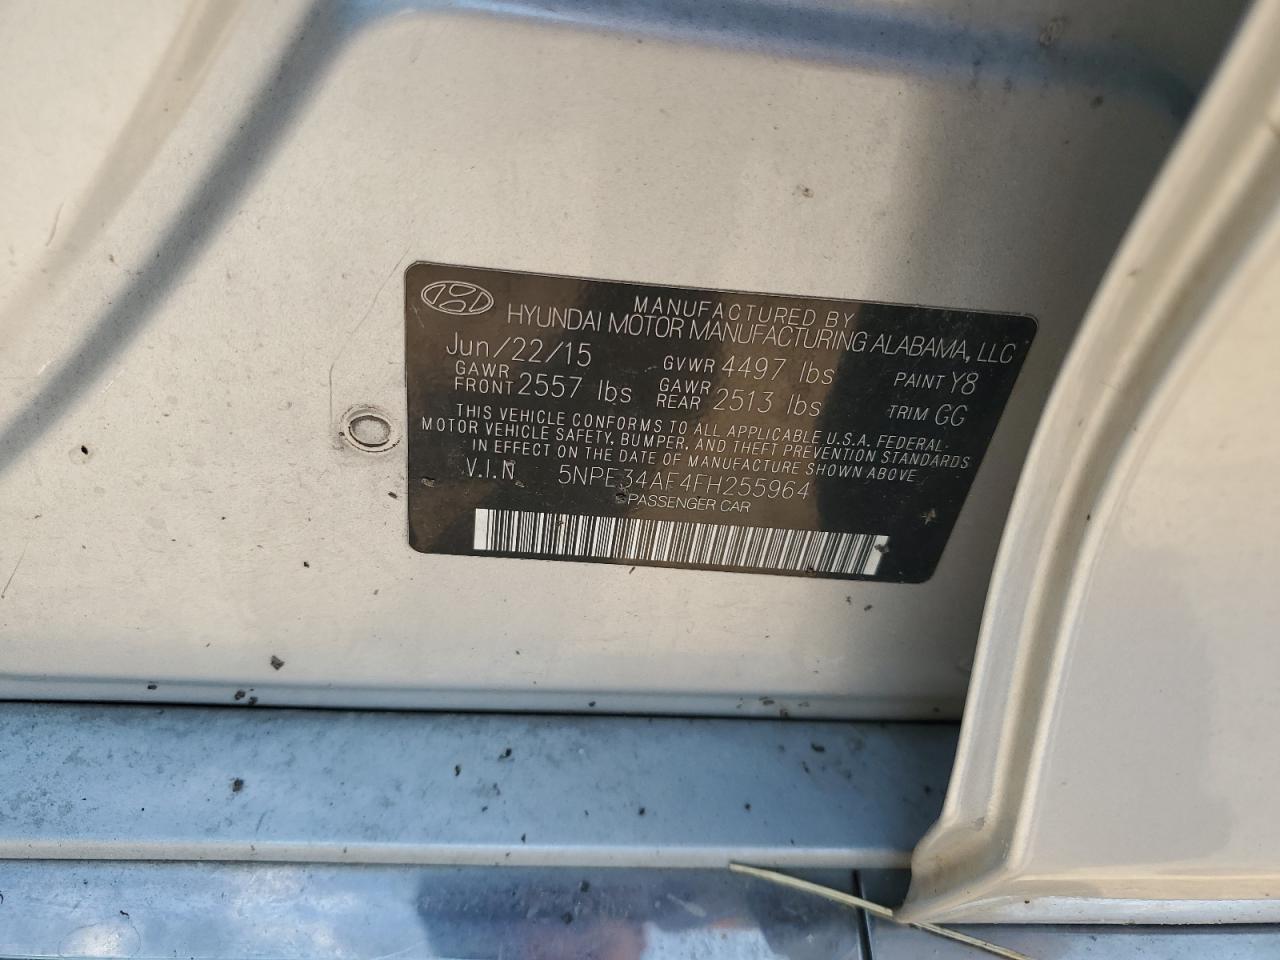 MANUFACTURED BY
HYUNDAI MOTOR MANUFACTURING ALABAMA, LLC
Jun/22/15 GVWR 4497 lbs PAINT Y8
GAWR FRONT 2557 lbs GAWR REAR 2513 lbs TRIM GG
THIS VEHICLE CONFORMS TO ALL APPLICABLE U.S.A. FEDERAL
MOTOR VEHICLE SAFETY, BUMPER, AND THEFT PREVENTION STANDARDS
IN EFFECT ON THE DATE OF MANUFACTURE SHOWN ABOVE
V.I.N 5NPE34AF4FH255964
PASSENGER CAR